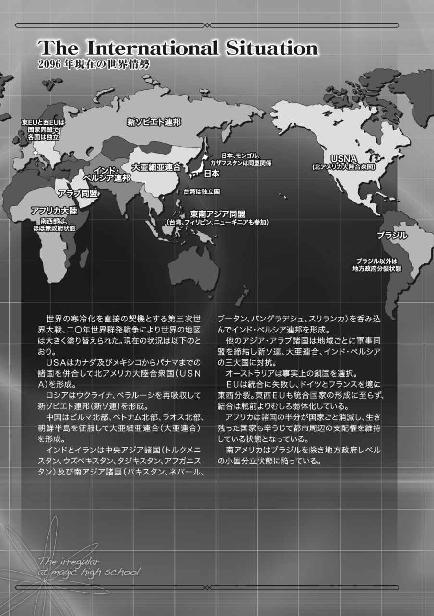 The International Situation
2096年現在の世界情勢
東EUと西EUは
国家同盟で
各国は独立
新ソビエト連邦
日本、モンゴル、
カザフスタンは同盟関係
USNA
(北アメリカ大陸合衆国)
インド・
ペルシア連邦
大亜細亜連合
日本
アラブ同盟
台湾は独立国
アフリカ大陸
南西部は、
ほぼ無政府状態
東南アジア同盟
(台湾、フィリピン、ニューギニアも参加)
ブラジル
ブラジル以外は
地方政府分裂状態
世界の寒冷化を直接の契機とする第三次世
界大戦、二〇年世界群発戦争により世界の地図
は大きく塗り替えられた。現在の状況は以下のと
おり。
USAはカナダ及びメキシコからパナマまでの
諸国を併合して北アメリカ大陸合衆国(USN
A)を形成。
ロシアはウクライナ、ベラルーシを再吸収して
新ソビエト連邦(新ソ連)を形成。
中国はビルマ北部、ベトナム北部、ラオス北部、
朝鮮半島を征服して大亜細亜連合(大亜連合)
を形成。
インドとイランは中央アジア諸国(トルクメニ
スタン、ウズベキスタン、タジキスタン、アフガニス
タン)及び南アジア諸国(パキスタン、ネパール、
ブータン、バングラデシュ、スリランカ)を呑み込
んでインド・ペルシア連邦を形成。
他のアジア・アラブ諸国は地域ごとに軍事同
盟を締結し新ソ連、大亜連合、インド・ペルシア
の三大国に対抗。
オーストラリアは事実上の鎖国を選択。
EUは統合に失敗し、ドイツとフランスを境に
東西分裂。東西EUも統合国家の形成に至らず、
結合は戦前よりむしろ弱体化している。
アフリカは諸国の半分が国家ごと消滅し、生き
残った国家も辛うじて都市周辺の支配権を維持
している状態となっている。
南アメリカはブラジルを除き地方政府レベル
の小国分立状態に陥っている。
The irregular
at magic high school